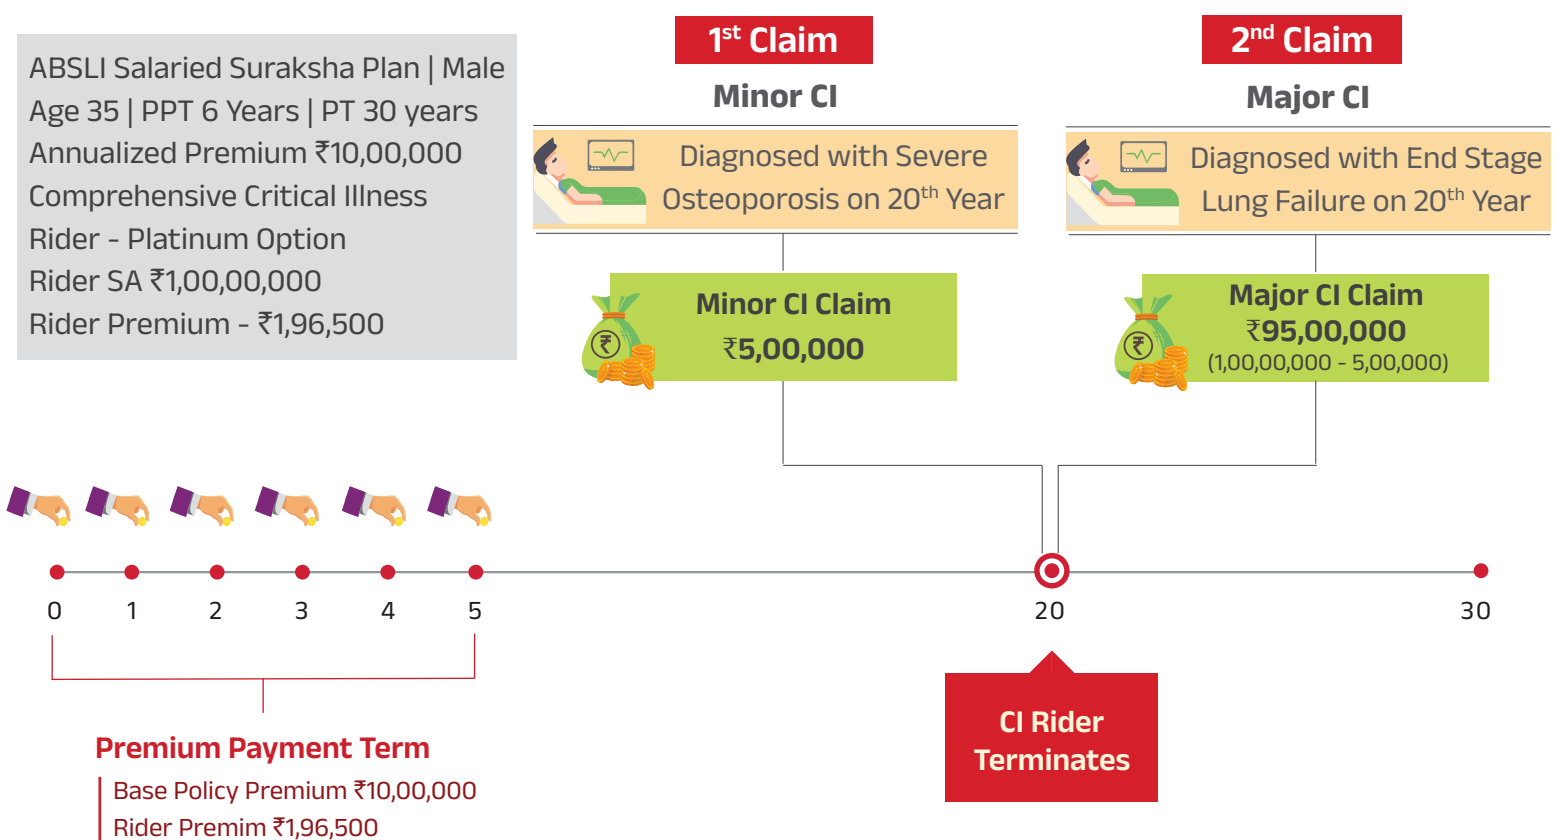 ABSLI Salaried Suraksha Plan | Male
Age 35 | PPT 6 Years | PT 30 years
Annualized Premium ₹10,00,000
Comprehensive Critical Illness
Rider - Platinum Option
Rider SA ₹1,00,00,000
Rider Premium - ₹1,96,500
1st Claim
Minor CI
Diagnosed with Severe
Osteoporosis on 20th Year
₹
Minor CI Claim
₹5,00,000
2nd Claim
Major CI
Diagnosed with End Stage
Lung Failure on 20th Year
₹
Major CI Claim
₹95,00,000
(1,00,00,000 - 5,00,000)
0 1 2 3 4 5 20 30
Premium Payment Term
Base Policy Premium ₹10,00,000
Rider Premim ₹1,96,500
CI Rider
Terminates